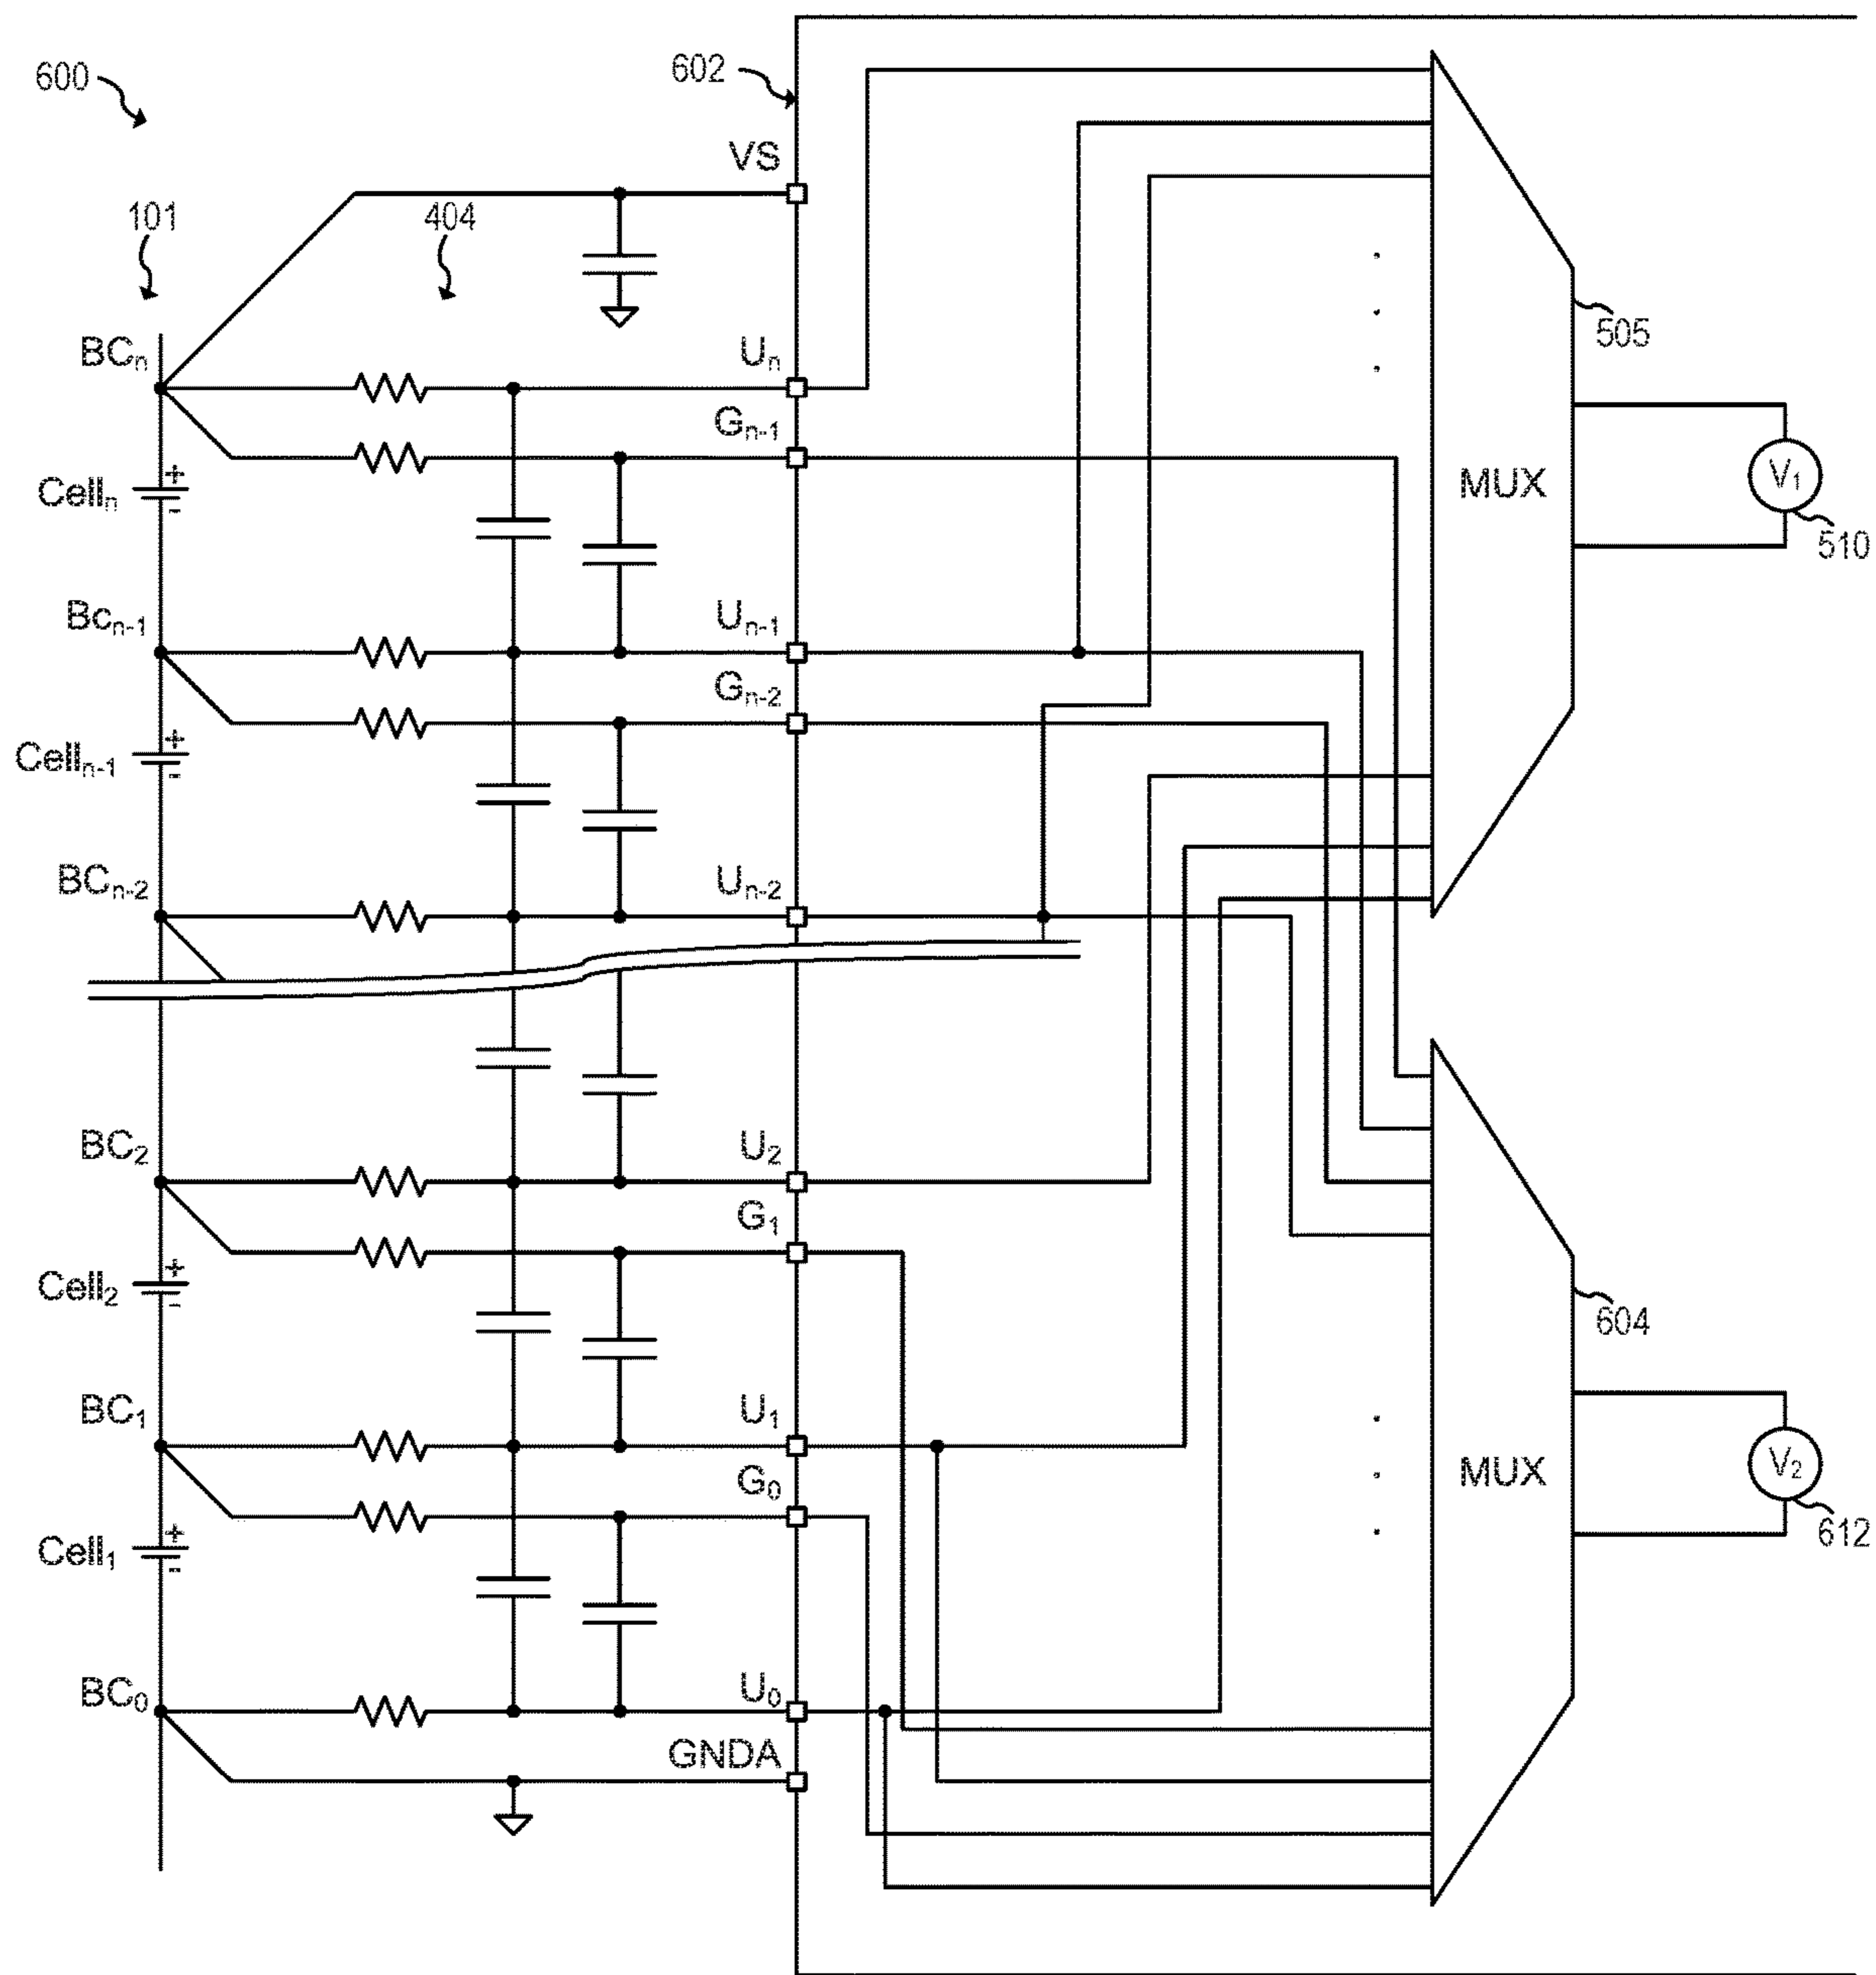 600
602
VS
101
404
BCₙ
Uₙ
505
Gₙ₋₁
Cellₙ
+
-
MUX
V₁
510
Bcₙ₋₁
Uₙ₋₁
Gₙ₋₂
Cellₙ₋₁
+
-
BCₙ₋₂
Uₙ₋₂
BC₂
U₂
G₁
Cell₂
+
-
604
BC₁
U₁
G₀
MUX
V₂
Cell₁
+
-
612
BC₀
U₀
GNDA